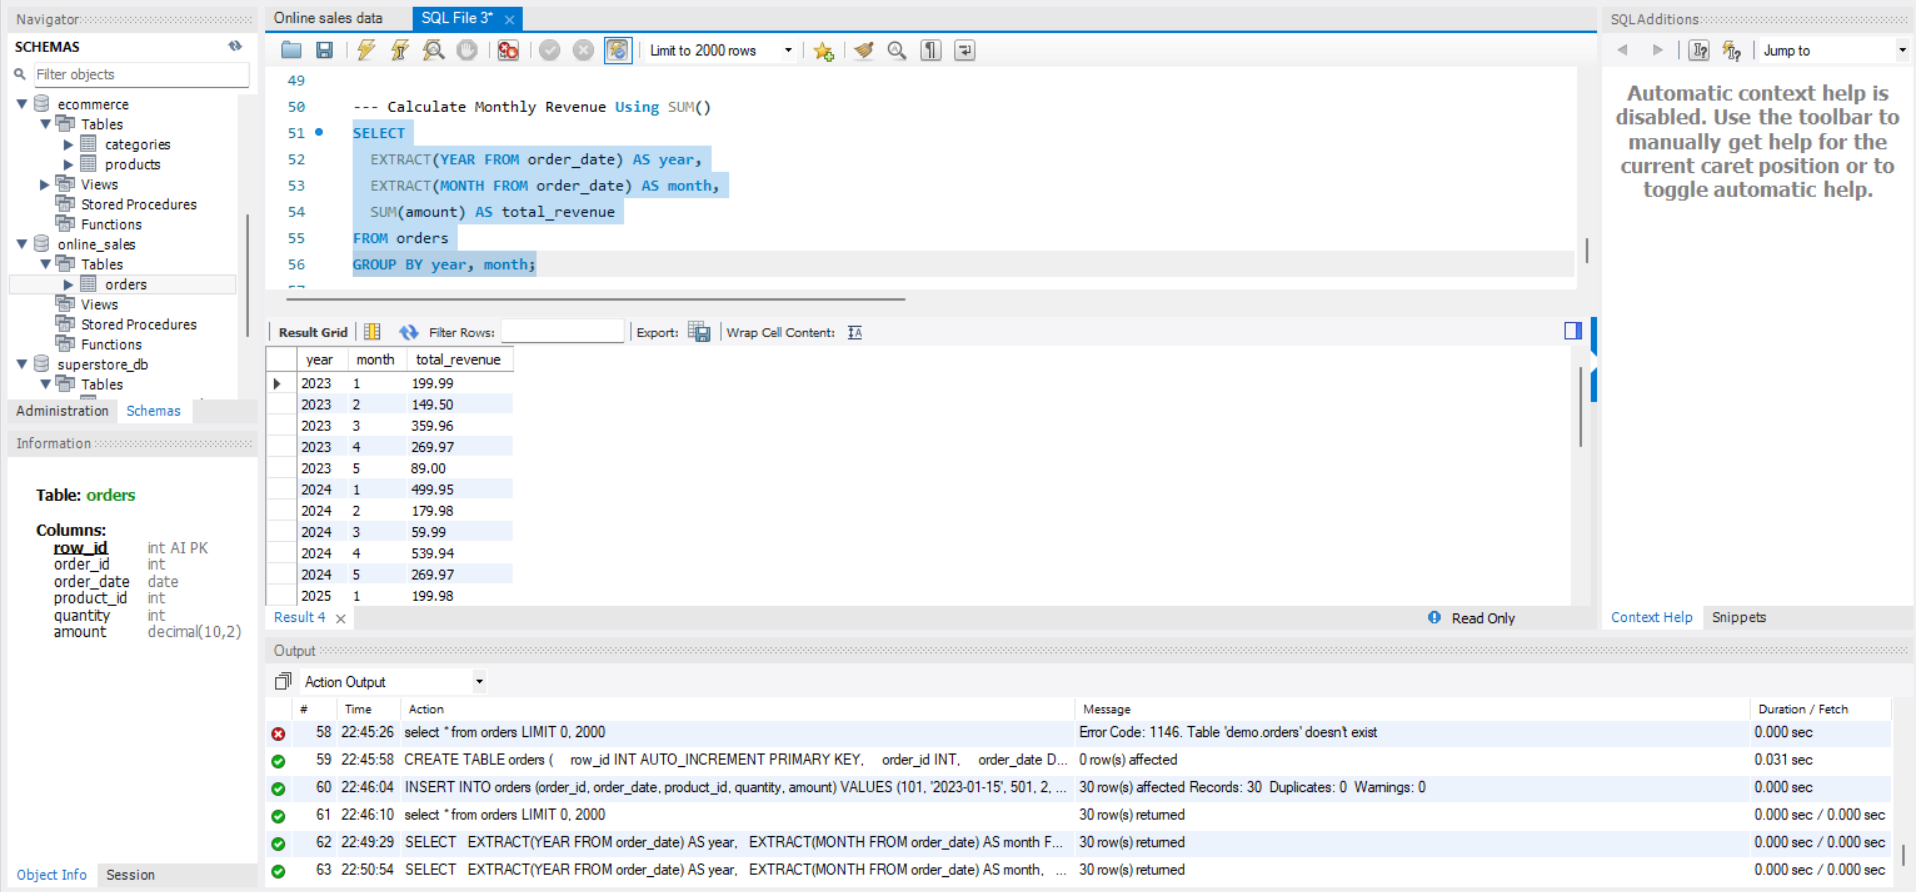 Navigator
SCHEMAS
Filter objects
ecommerce
Tables
categories
products
Views
Stored Procedures
Functions
online_sales
Tables
orders
Views
Stored Procedures
Functions
superstore_db
Tables
Administration Schemas
Information
Table: orders
Columns:
row_id int AI PK
order_id int
order_date date
product_id int
quantity int
amount decimal(10,2)
Object Info Session
Online sales data SQL File 3*
Limit to 2000 rows
49
50 --- Calculate Monthly Revenue Using SUM()
51 SELECT
52 EXTRACT(YEAR FROM order_date) AS year,
53 EXTRACT(MONTH FROM order_date) AS month,
54 SUM(amount) AS total_revenue
55 FROM orders
56 GROUP BY year, month;
Result Grid Filter Rows: Export: Wrap Cell Content:
year month total_revenue
2023 1 199.99
2023 2 149.50
2023 3 359.96
2023 4 269.97
2023 5 89.00
2024 1 499.95
2024 2 179.98
2024 3 59.99
2024 4 539.94
2024 5 269.97
2025 1 199.98
Result 4 Read Only
Output
Action Output
# Time Action Message Duration / Fetch
58 22:45:26 select * from orders LIMIT 0, 2000 Error Code: 1146. Table 'demo.orders' doesn't exist 0.000 sec
59 22:45:58 CREATE TABLE orders ( row_id INT AUTO_INCREMENT PRIMARY KEY, order_id INT, order_date D... 0 row(s) affected 0.031 sec
60 22:46:04 INSERT INTO orders (order_id, order_date, product_id, quantity, amount) VALUES (101, '2023-01-15', 501, 2, ... 30 row(s) affected Records: 30 Duplicates: 0 Warnings: 0 0.000 sec
61 22:46:10 select * from orders LIMIT 0, 2000 30 row(s) returned 0.000 sec / 0.000 sec
62 22:49:29 SELECT EXTRACT(YEAR FROM order_date) AS year, EXTRACT(MONTH FROM order_date) AS month F... 30 row(s) returned 0.000 sec / 0.000 sec
63 22:50:54 SELECT EXTRACT(YEAR FROM order_date) AS year, EXTRACT(MONTH FROM order_date) AS month, ... 30 row(s) returned 0.000 sec / 0.000 sec
SQLAdditions
Jump to
Automatic context help is
disabled. Use the toolbar to
manually get help for the
current caret position or to
toggle automatic help.
Context Help Snippets